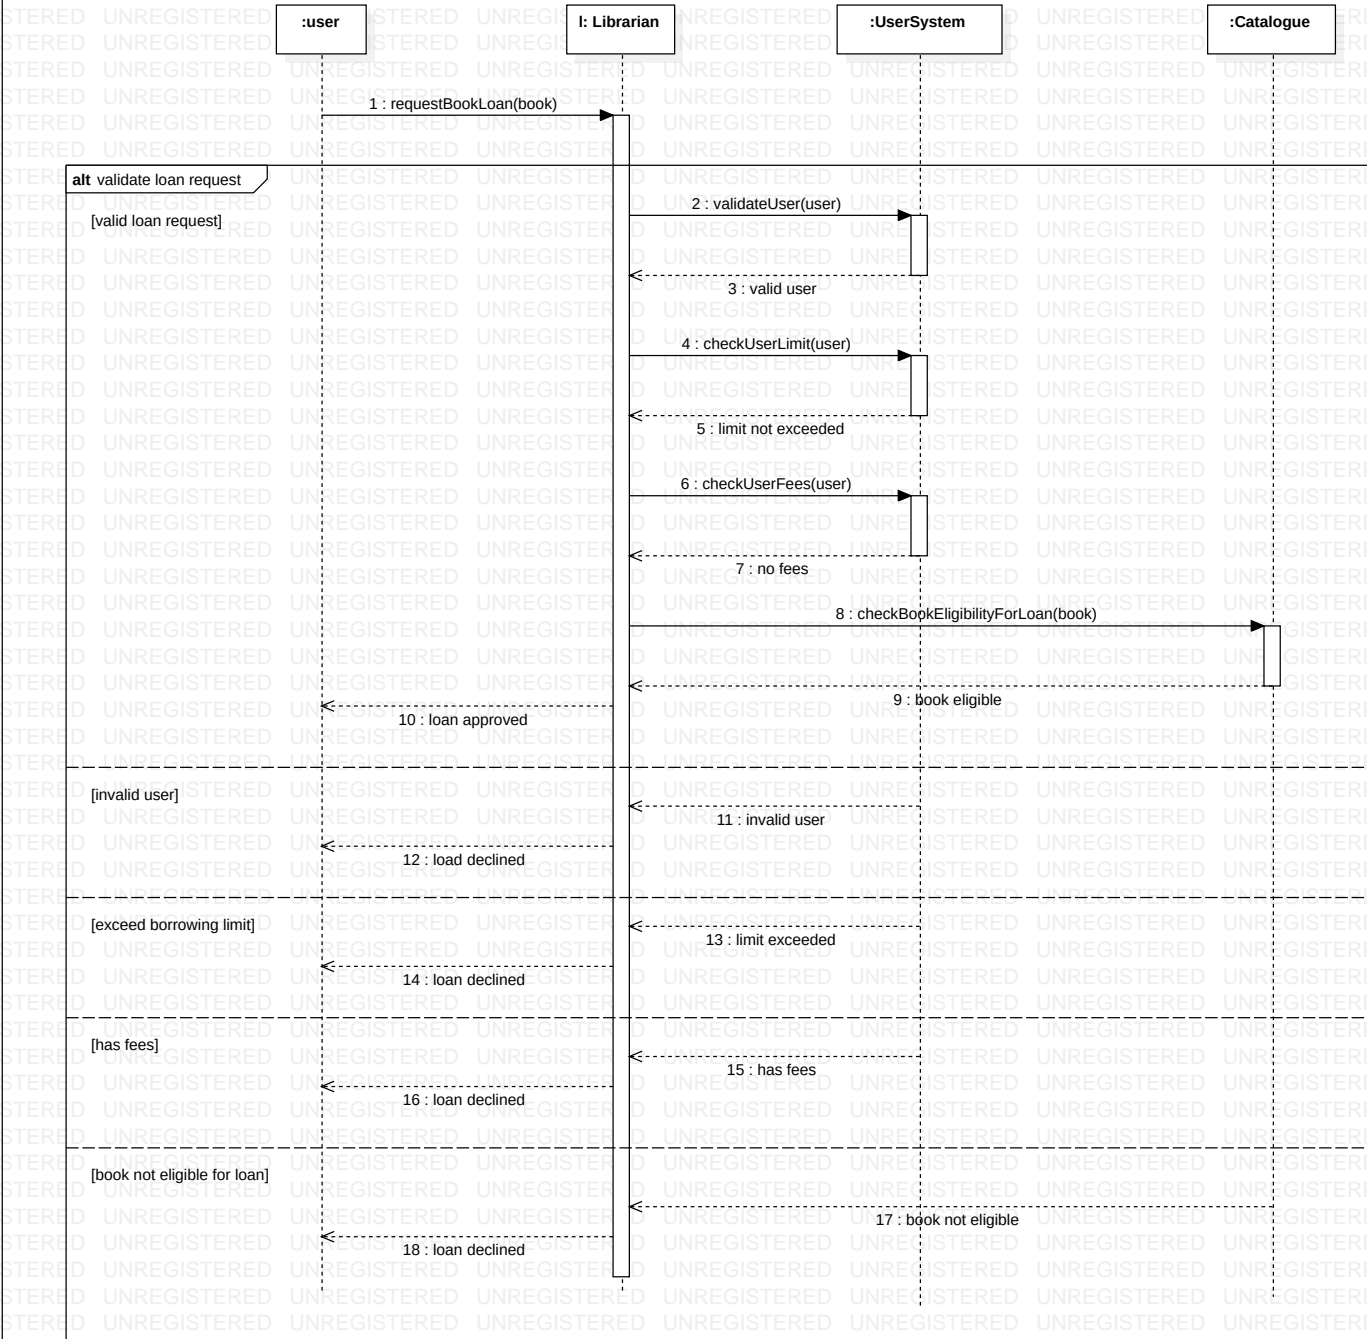 :user
l: Librarian
:UserSystem
:Catalogue
1 : requestBookLoan(book)
alt validate loan request
[valid loan request]
2 : validateUser(user)
3 : valid user
4 : checkUserLimit(user)
5 : limit not exceeded
6 : checkUserFees(user)
7 : no fees
8 : checkBookEligibilityForLoan(book)
9 : book eligible
10 : loan approved
[invalid user]
11 : invalid user
12 : load declined
[exceed borrowing limit]
13 : limit exceeded
14 : loan declined
[has fees]
15 : has fees
16 : loan declined
[book not eligible for loan]
17 : book not eligible
18 : loan declined
UNREGISTERED